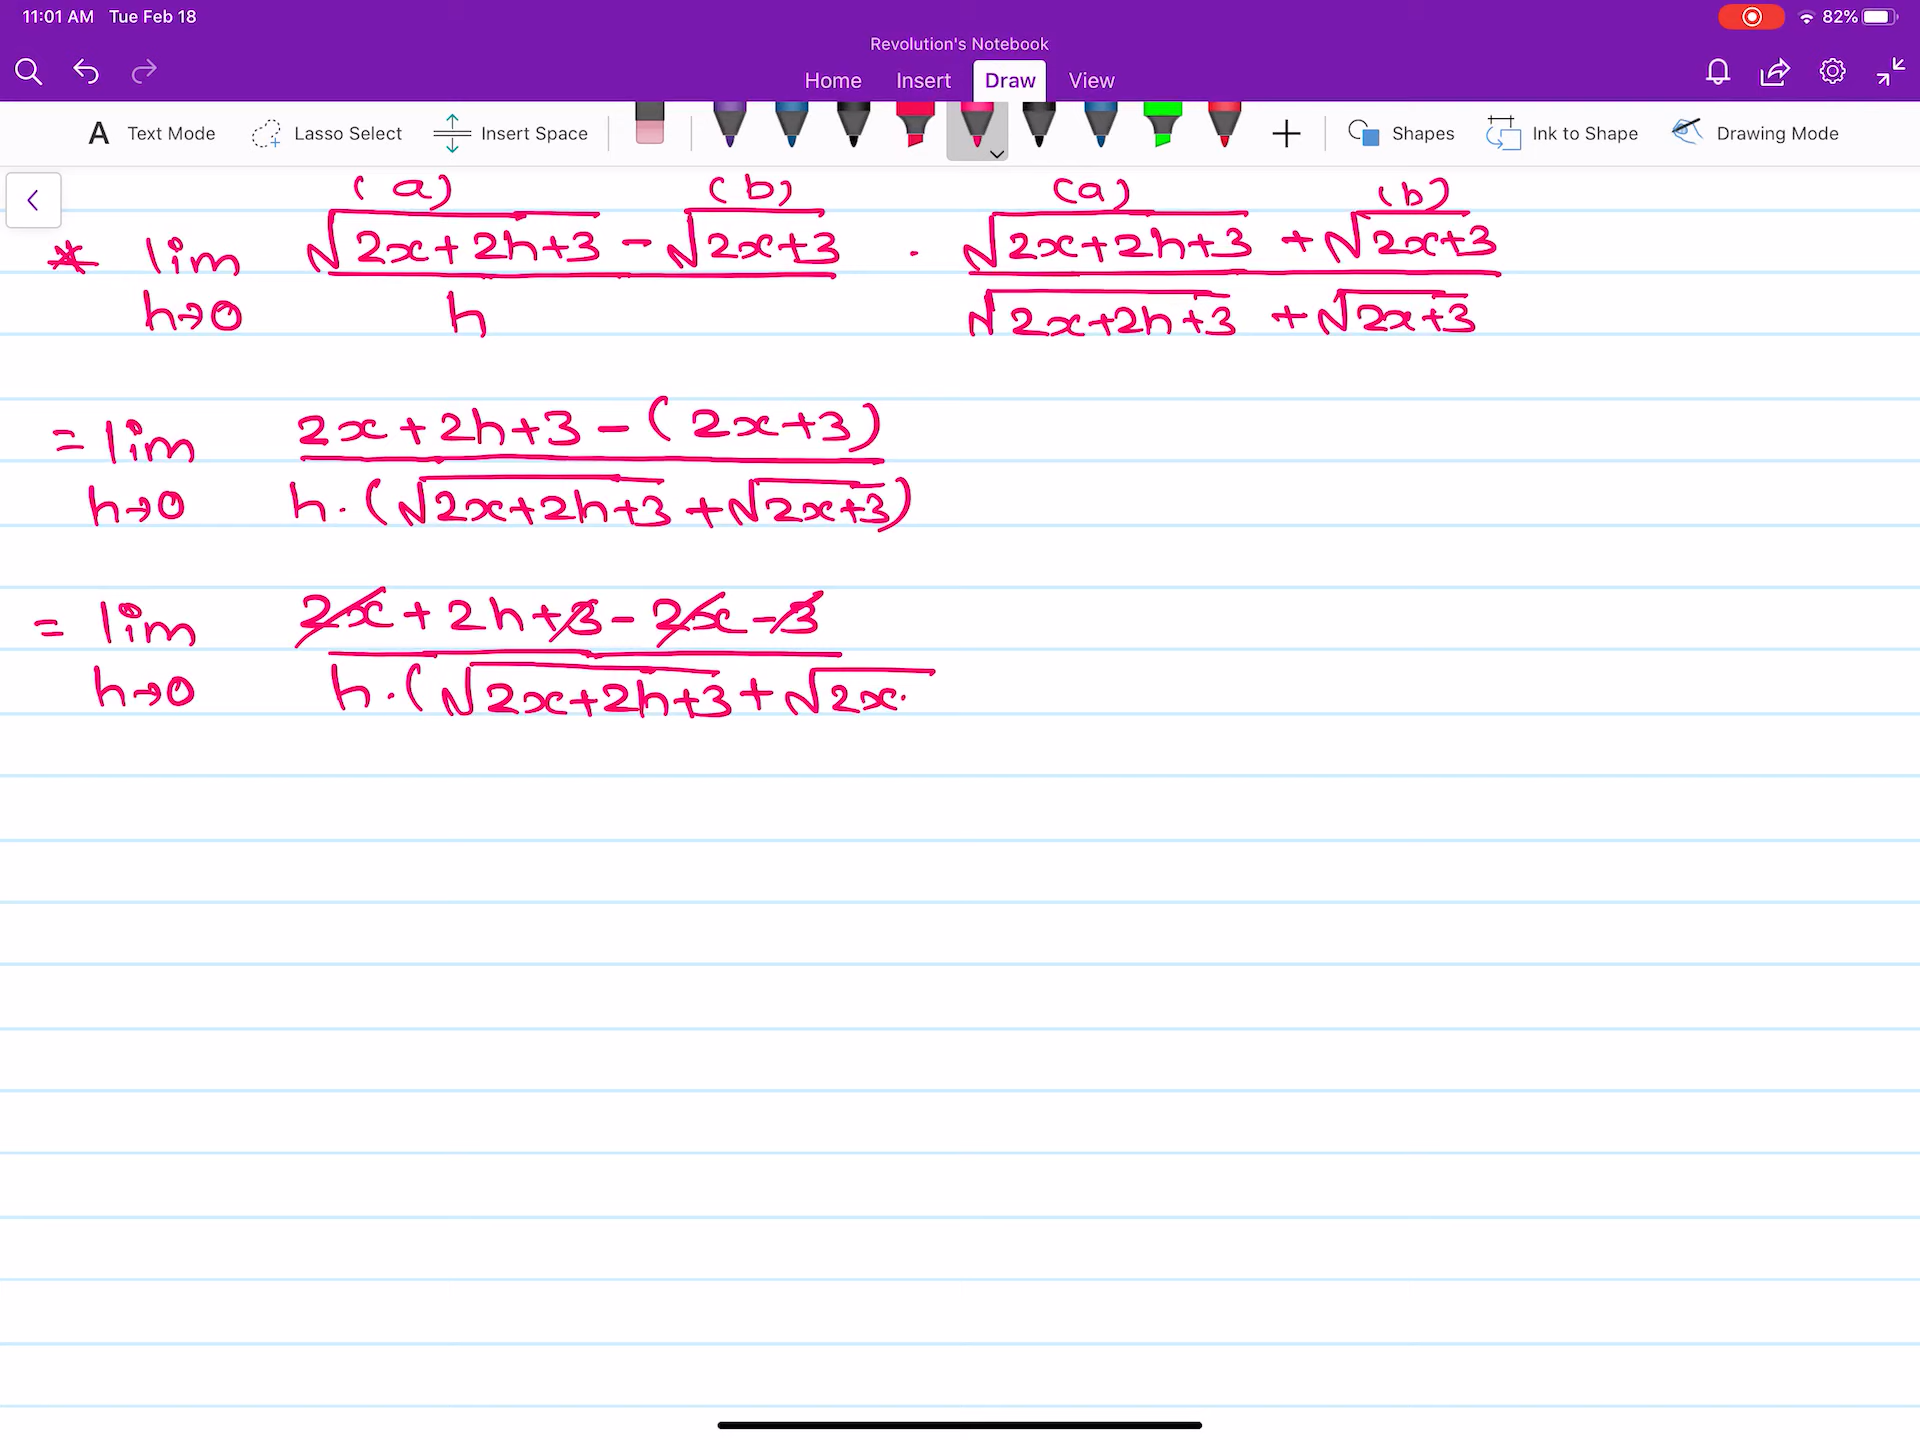 11:01 AM Tue Feb 18
82%
Revolution's Notebook
Home Insert Draw View
A Text Mode Lasso Select Insert Space Shapes Ink to Shape Drawing Mode
(a) (b) (a) (b)
* lim √2x+2h+3 - √2x+3 · √2x+2h+3 + √2x+3
h→0 h √2x+2h+3 + √2x+3
= lim 2x+2h+3-(2x+3)
h→0 h·(√2x+2h+3 + √2x+3)
= lim 2x+2h+3-2x-3
h→0 h·(√2x+2h+3 + √2x